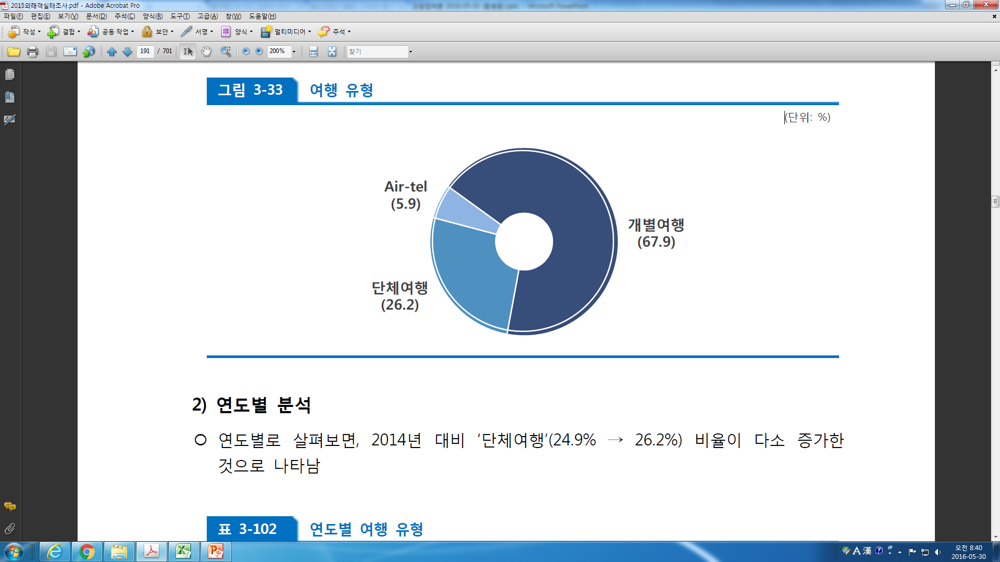 2015외래객실태조사.pdf - Adobe Acrobat Pro
파일(F) 편집(E) 보기(V) 문서(D) 주석(C) 양식(R) 도구(T) 고급(A) 창(W) 도움말(H)
작성 결합 공동 작업 보안 서명 양식 멀티미디어 주석
191 / 701 200% 찾기
그림 3-33 여행 유형
(단위: %)
Air-tel
(5.9)
개별여행
(67.9)
단체여행
(26.2)
2) 연도별 분석
연도별로 살펴보면, 2014년 대비 ‘단체여행’(24.9% → 26.2%) 비율이 다소 증가한
것으로 나타남
표 3-102 연도별 여행 유형
A 漢
오전 8:40
2016-05-30